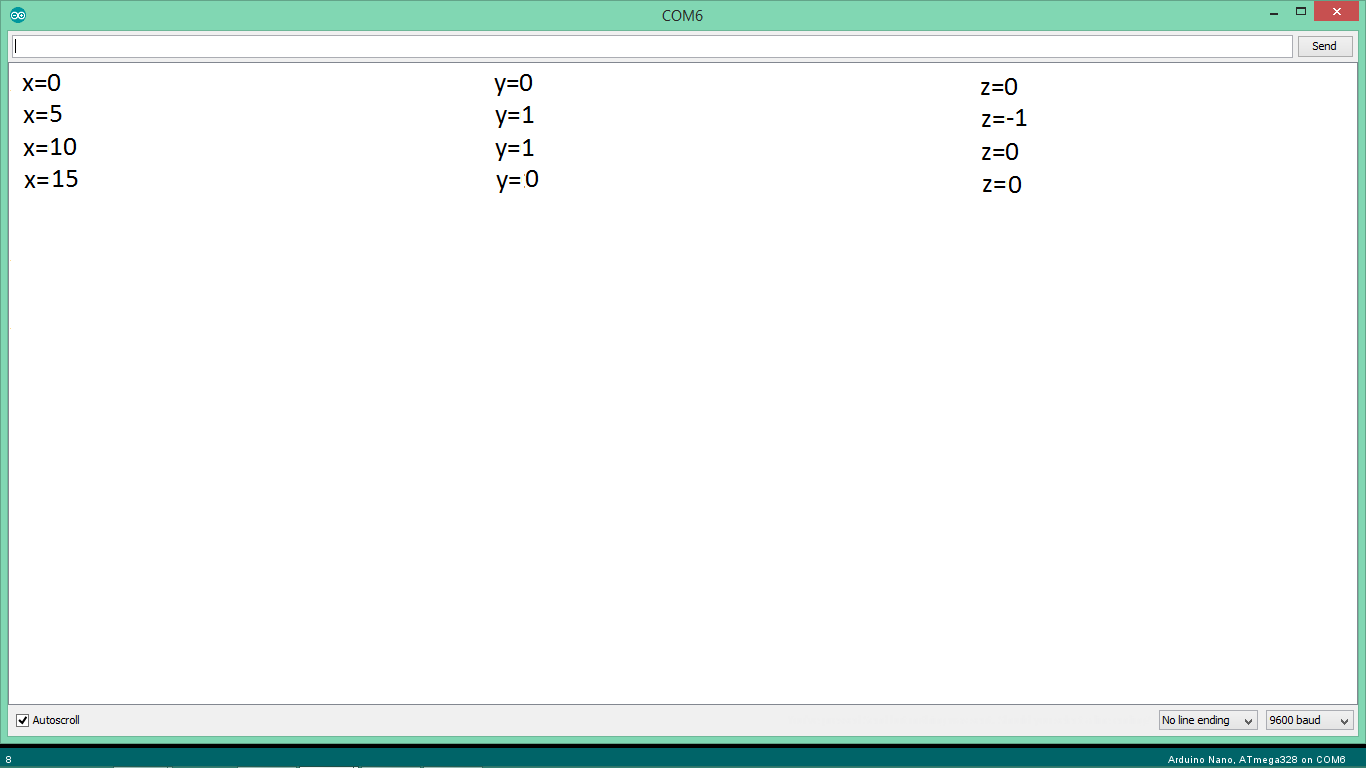 COM6
Send
x=0 y=0 z=0
x=5 y=1 z=-1
x=10 y=1 z=0
x=15 y=0 z=0
Autoscroll No line ending 9600 baud
8 Arduino Nano, ATmega328 on COM6